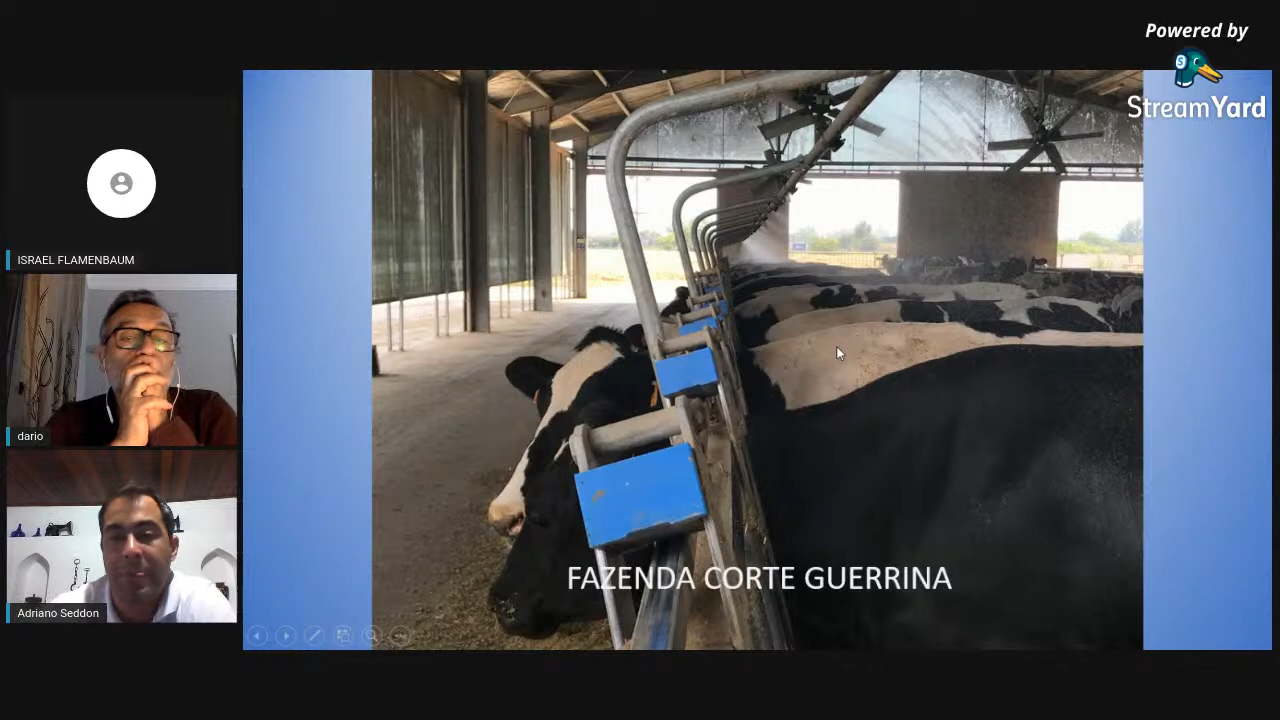 Powered by
StreamYard
ISRAEL FLAMENBAUM
dario
Adriano Seddon
FAZENDA CORTE GUERRINA